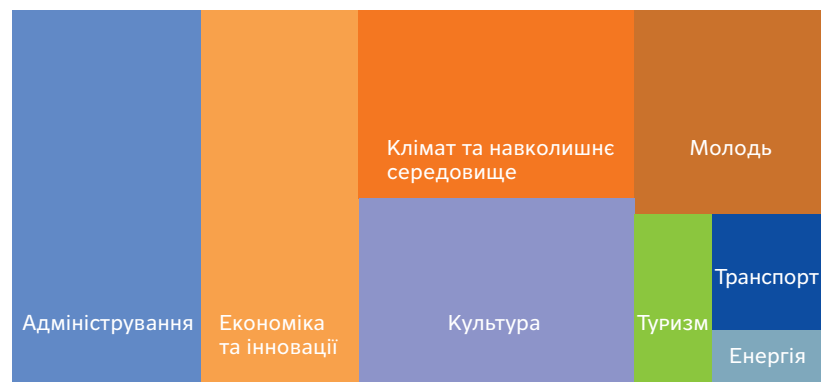 Адміністрування
Економіка
та інновації
Клімат та навколишнє
середовище
Культура
Молодь
Туризм
Транспорт
Енергія